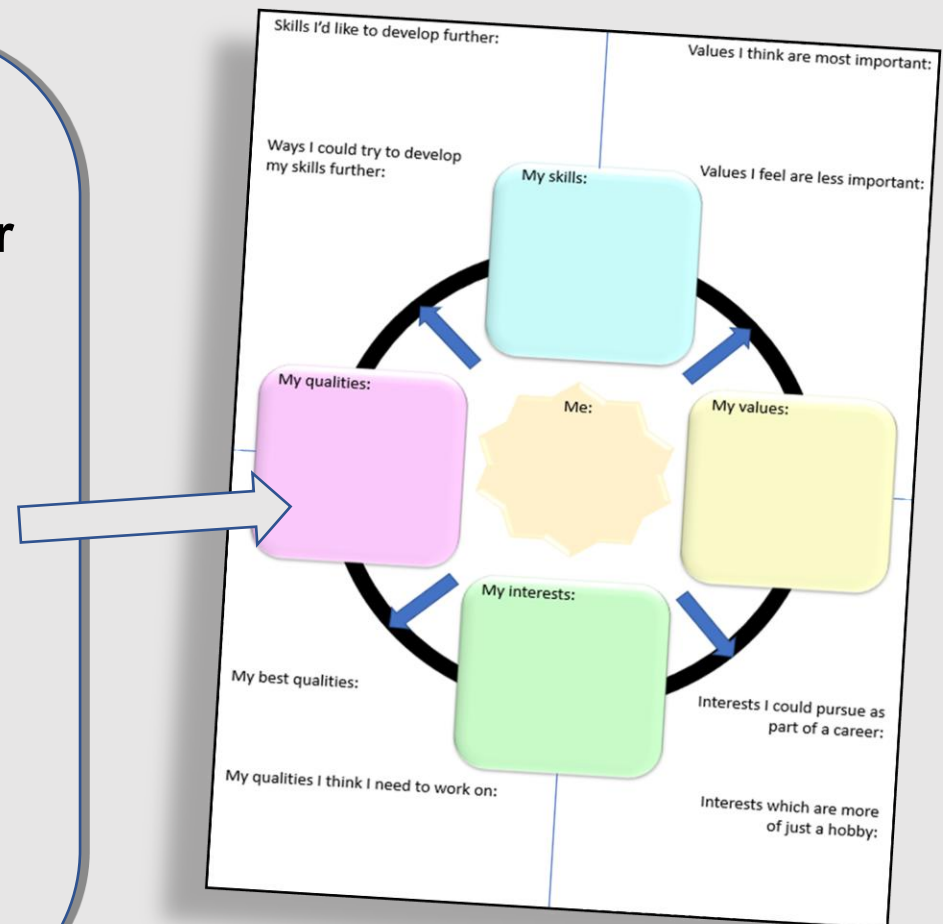 r
Skills I'd like to develop further:
Values I think are most important:
Ways I could try to develop
my skills further:
Values I feel are less important:
My skills:
My qualities:
Me:
My values:
My interests:
My best qualities:
Interests I could pursue as
part of a career:
My qualities I think I need to work on:
Interests which are more
of just a hobby: